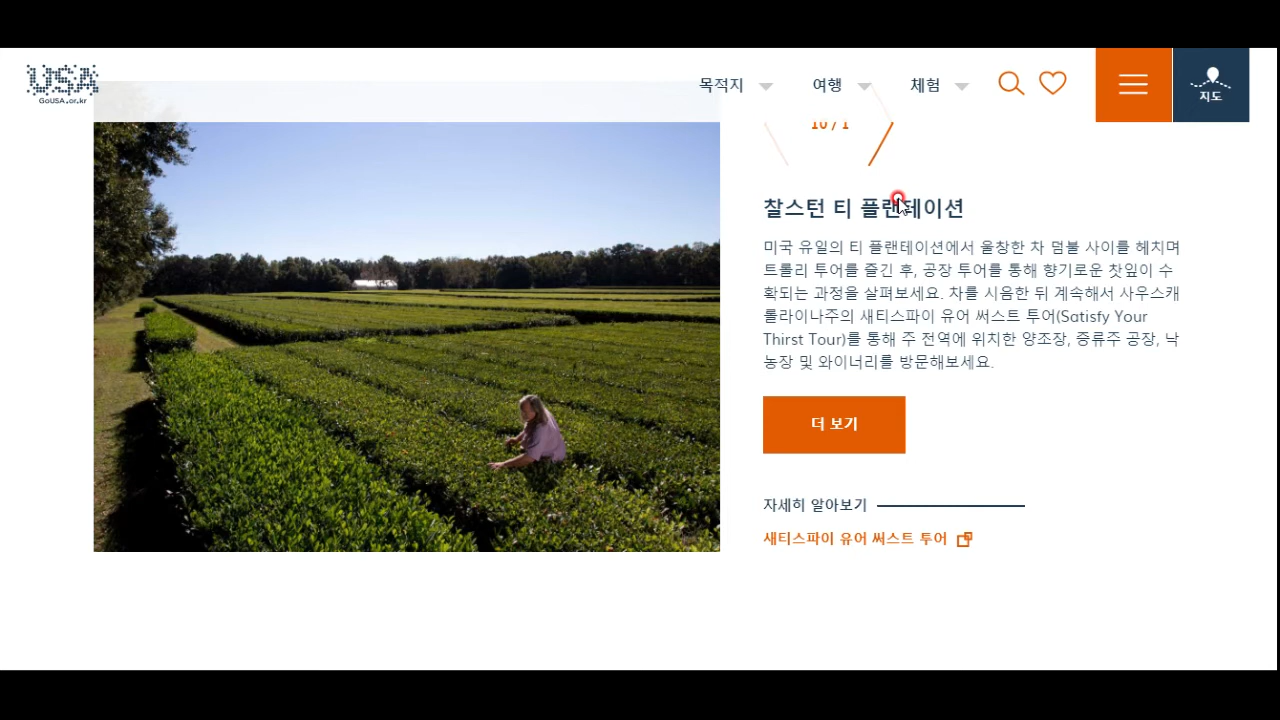 USA
GoUSA.or.kr
목적지
여행
체험
지도
10 / 1
찰스턴 티 플랜테이션
미국 유일의 티 플랜테이션에서 울창한 차 덤불 사이를 헤치며
트롤리 투어를 즐긴 후, 공장 투어를 통해 향기로운 찻잎이 수
확되는 과정을 살펴보세요. 차를 시음한 뒤 계속해서 사우스캐
롤라이나주의 새티스파이 유어 써스트 투어(Satisfy Your
Thirst Tour)를 통해 주 전역에 위치한 양조장, 증류주 공장, 낙
농장 및 와이너리를 방문해보세요.
더 보기
자세히 알아보기
새티스파이 유어 써스트 투어